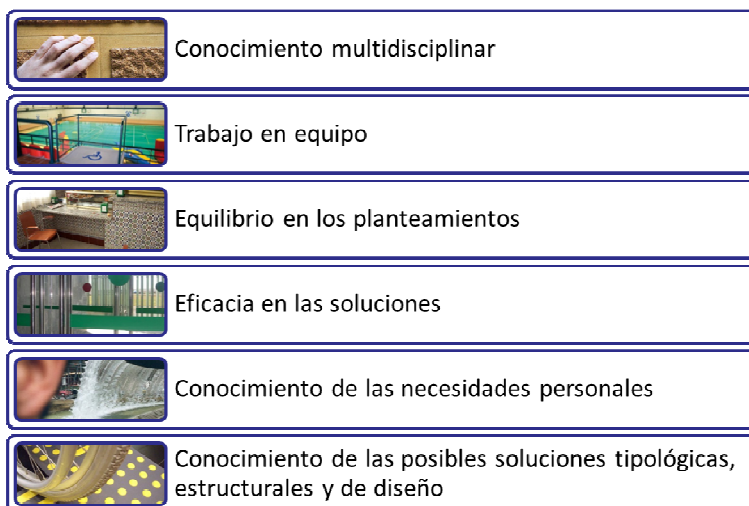 Conocimiento multidisciplinar
Trabajo en equipo
Equilibrio en los planteamientos
Eficacia en las soluciones
Conocimiento de las necesidades personales
Conocimiento de las posibles soluciones tipológicas,
estructurales y de diseño